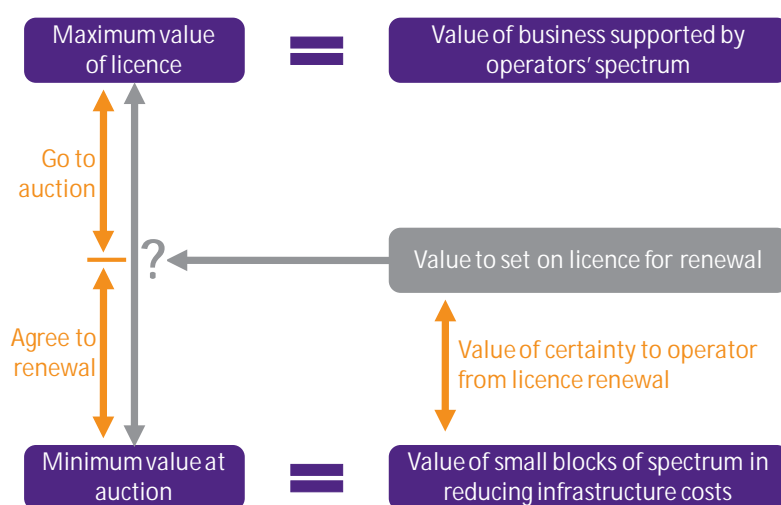 Maximum value
of licence
=
Value of business supported by
operators’ spectrum
Go to
auction
?
Value to set on licence for renewal
Agree to
renewal
Value of certainty to operator
from licence renewal
Minimum value at
auction
=
Value of small blocks of spectrum in
reducing infrastructure costs